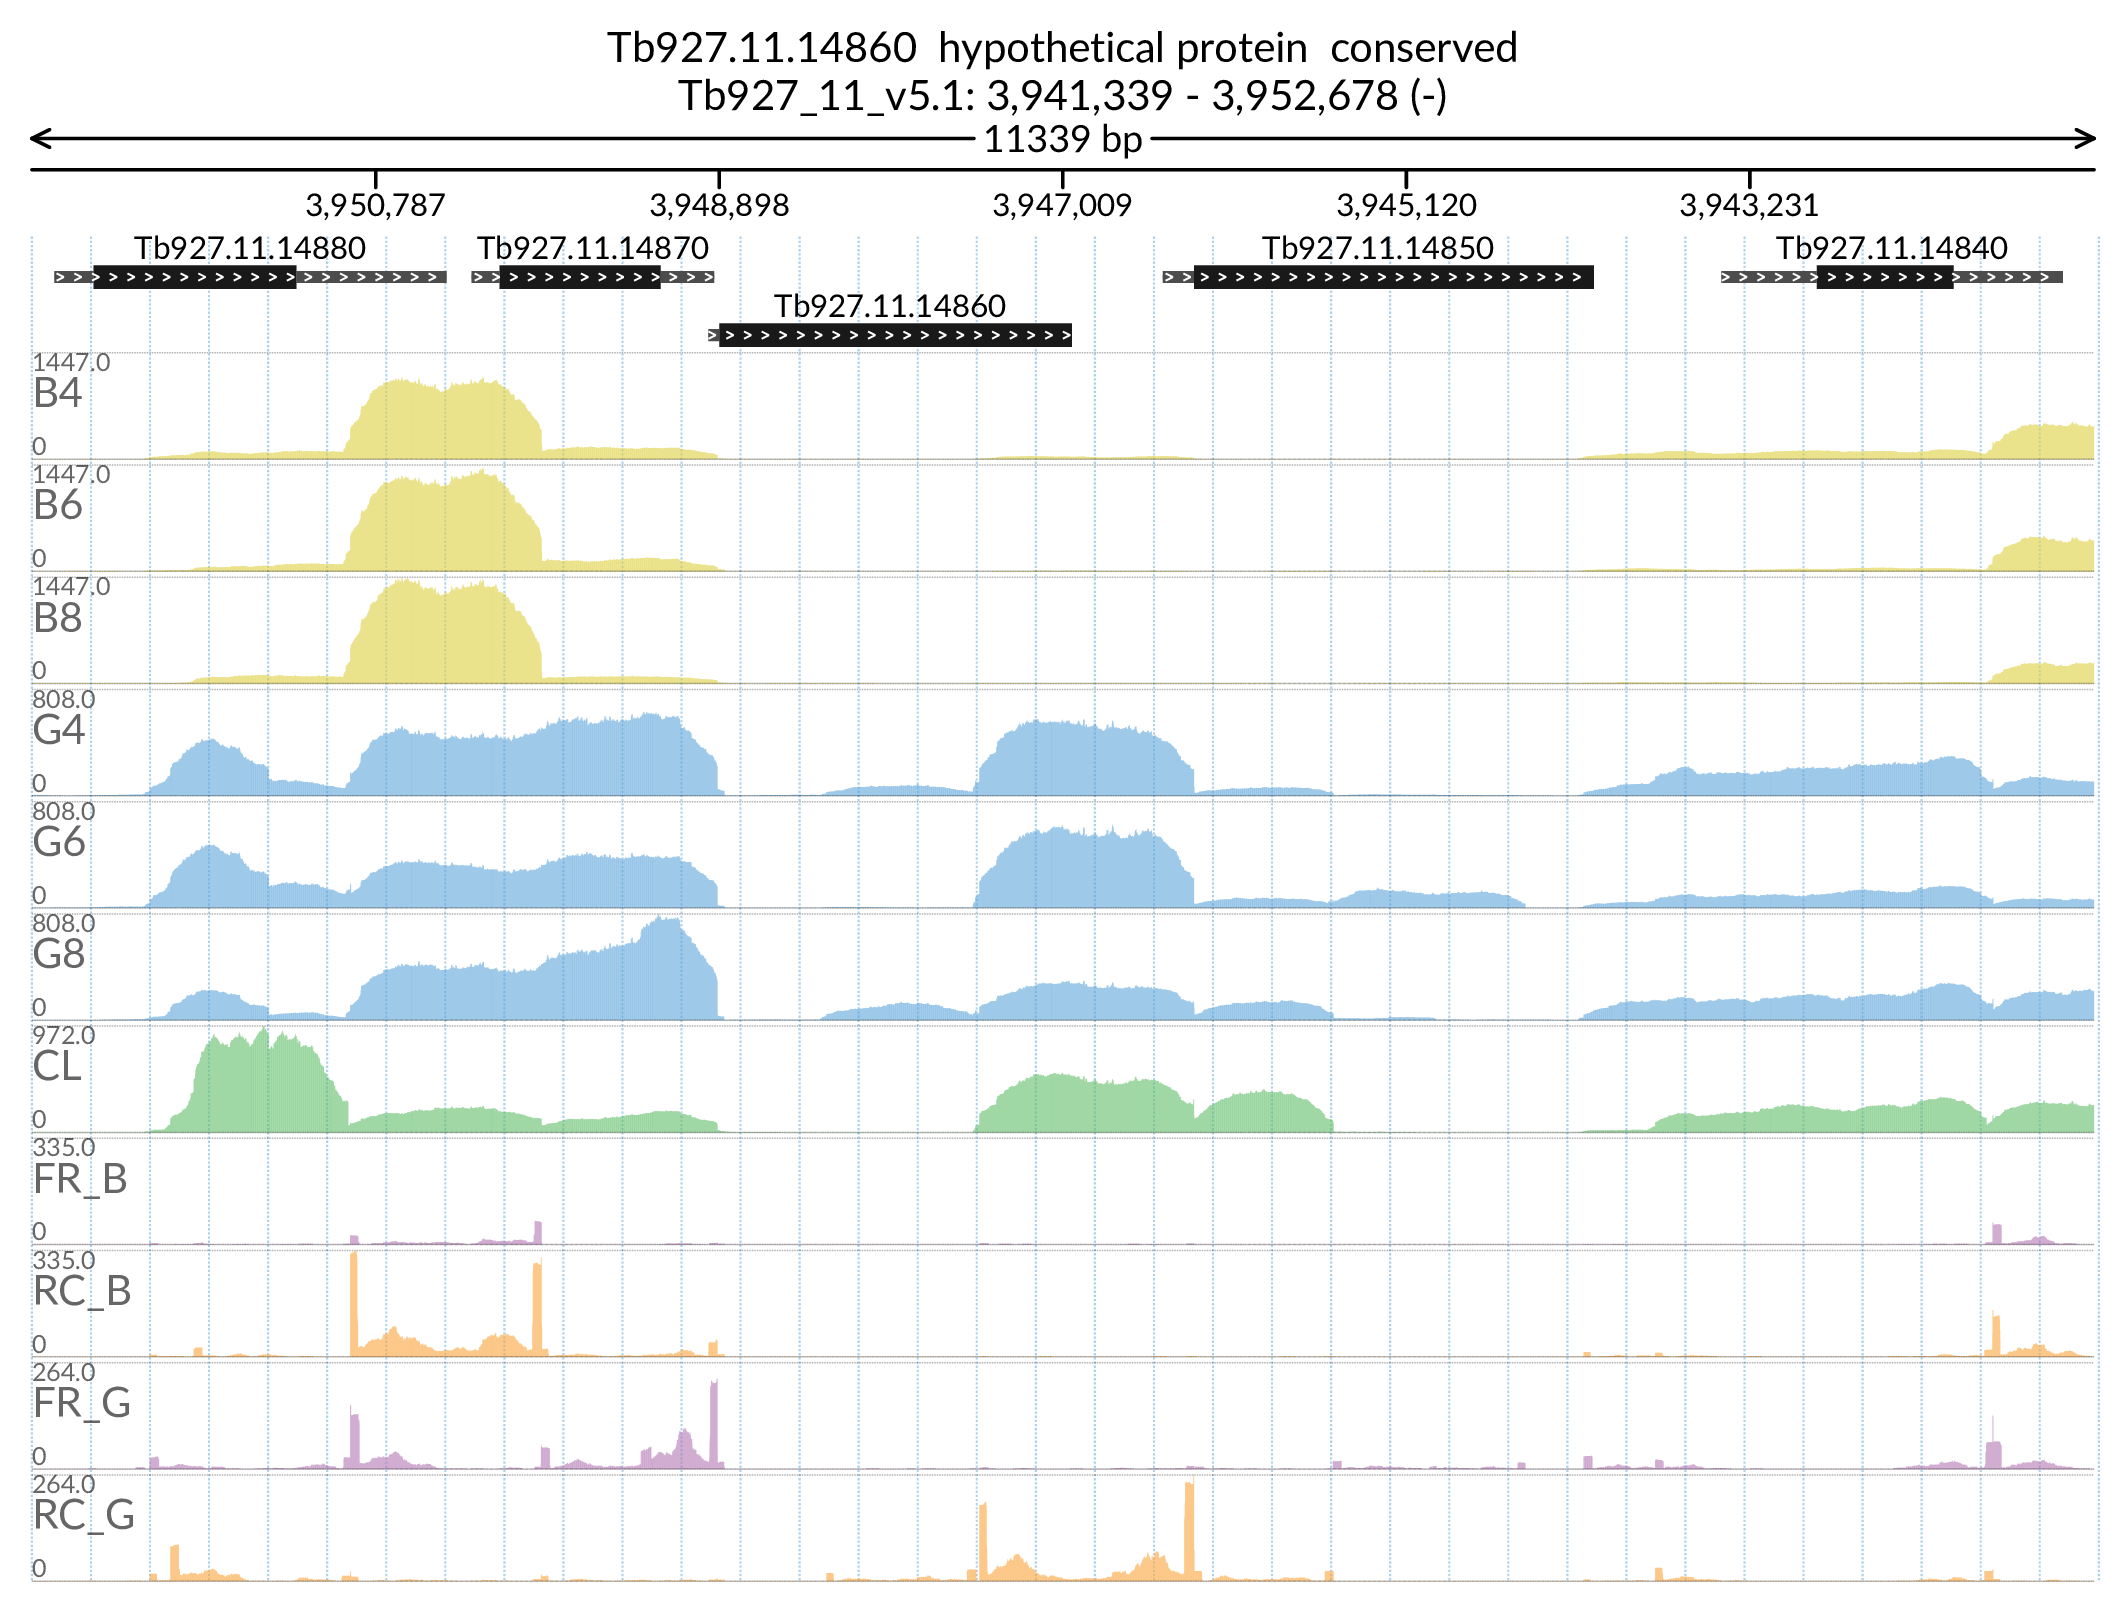 Tb927.11.14860  hypothetical protein  conserved
Tb927_11_v5.1: 3,941,339 - 3,952,678 (-)
11339 bp
3,950,787 3,948,898 3,947,009 3,945,120 3,943,231
Tb927.11.14880 Tb927.11.14870 Tb927.11.14850 Tb927.11.14840
Tb927.11.14860
1447.0
B4
0
1447.0
B6
0
1447.0
B8
0
808.0
G4
0
808.0
G6
0
808.0
G8
0
972.0
CL
0
335.0
FR_B
0
335.0
RC_B
0
264.0
FR_G
0
264.0
RC_G
0